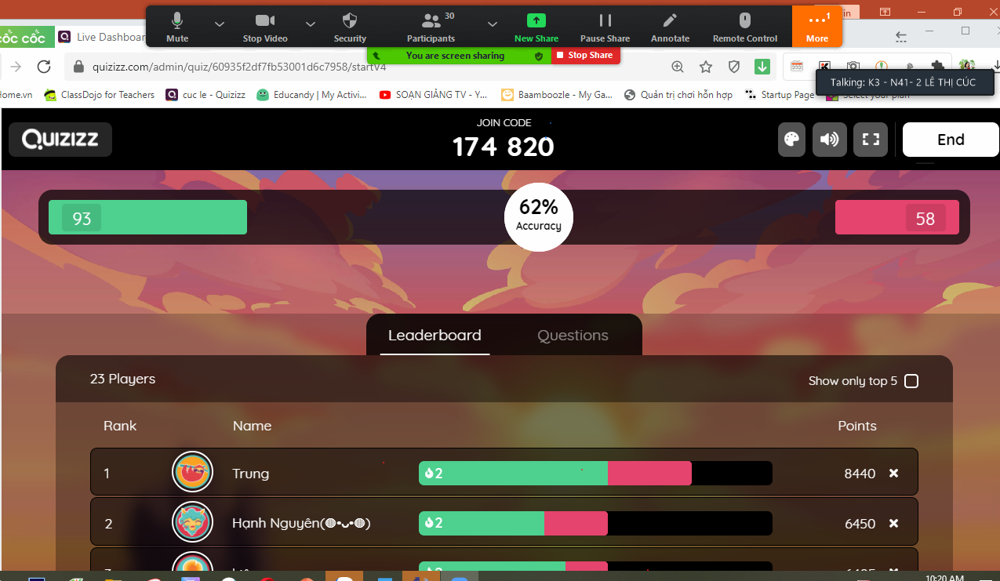 30
1
in
Mute
Stop Video
Security
Participants
New Share
Pause Share
Annotate
Remote Control
More
You are screen sharing
Stop Share
CỐC CỐC
Live Dashboar
quizizz.com/admin/quiz/60935f2df7fb53001d6c7958/startV4
Talking: K3 - N41- 2 LÊ THỊ CÚC
Home.vn
ClassDojo for Teachers
cuc le - Quizizz
Educandy | My Activi...
SOẠN GIẢNG TV - Y...
Baamboozle - My Ga...
Quản trị chơi hỗn hợp
Startup Page
Select your plan
QUIZIZZ
JOIN CODE
174 820
End
93
62%
Accuracy
58
Leaderboard
Questions
23 Players
Show only top 5
Rank
Name
Points
1
Trung
2
8440
2
Hạnh Nguyên(◍•ᴗ•◍)
2
6450
10:20 AM